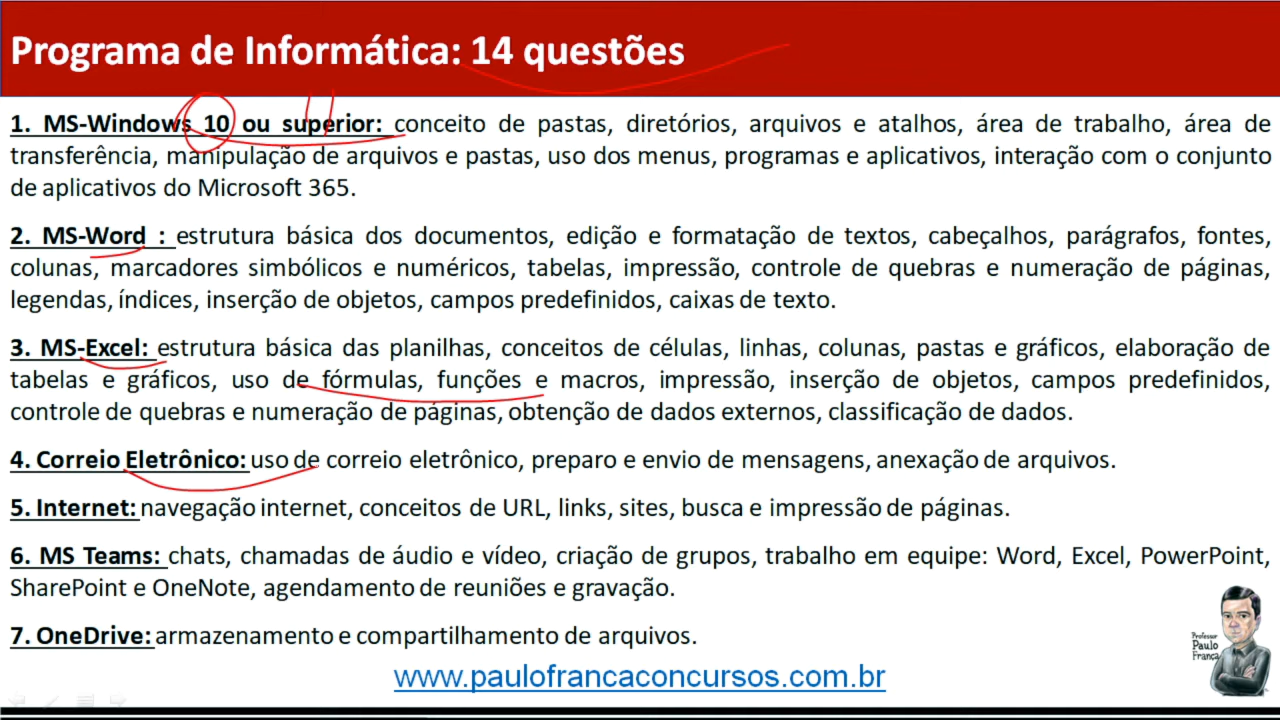 Programa de Informática: 14 questões
1. MS-Windows 10 ou superior: conceito de pastas, diretórios, arquivos e atalhos, área de trabalho, área de
transferência, manipulação de arquivos e pastas, uso dos menus, programas e aplicativos, interação com o conjunto
de aplicativos do Microsoft 365.
2. MS-Word : estrutura básica dos documentos, edição e formatação de textos, cabeçalhos, parágrafos, fontes,
colunas, marcadores simbólicos e numéricos, tabelas, impressão, controle de quebras e numeração de páginas,
legendas, índices, inserção de objetos, campos predefinidos, caixas de texto.
3. MS-Excel: estrutura básica das planilhas, conceitos de células, linhas, colunas, pastas e gráficos, elaboração de
tabelas e gráficos, uso de fórmulas, funções e macros, impressão, inserção de objetos, campos predefinidos,
controle de quebras e numeração de páginas, obtenção de dados externos, classificação de dados.
4. Correio Eletrônico: uso de correio eletrônico, preparo e envio de mensagens, anexação de arquivos.
5. Internet: navegação internet, conceitos de URL, links, sites, busca e impressão de páginas.
6. MS Teams: chats, chamadas de áudio e vídeo, criação de grupos, trabalho em equipe: Word, Excel, PowerPoint,
SharePoint e OneNote, agendamento de reuniões e gravação.
7. OneDrive: armazenamento e compartilhamento de arquivos.
Professor
Paulo
França
www.paulofrancaconcursos.com.br